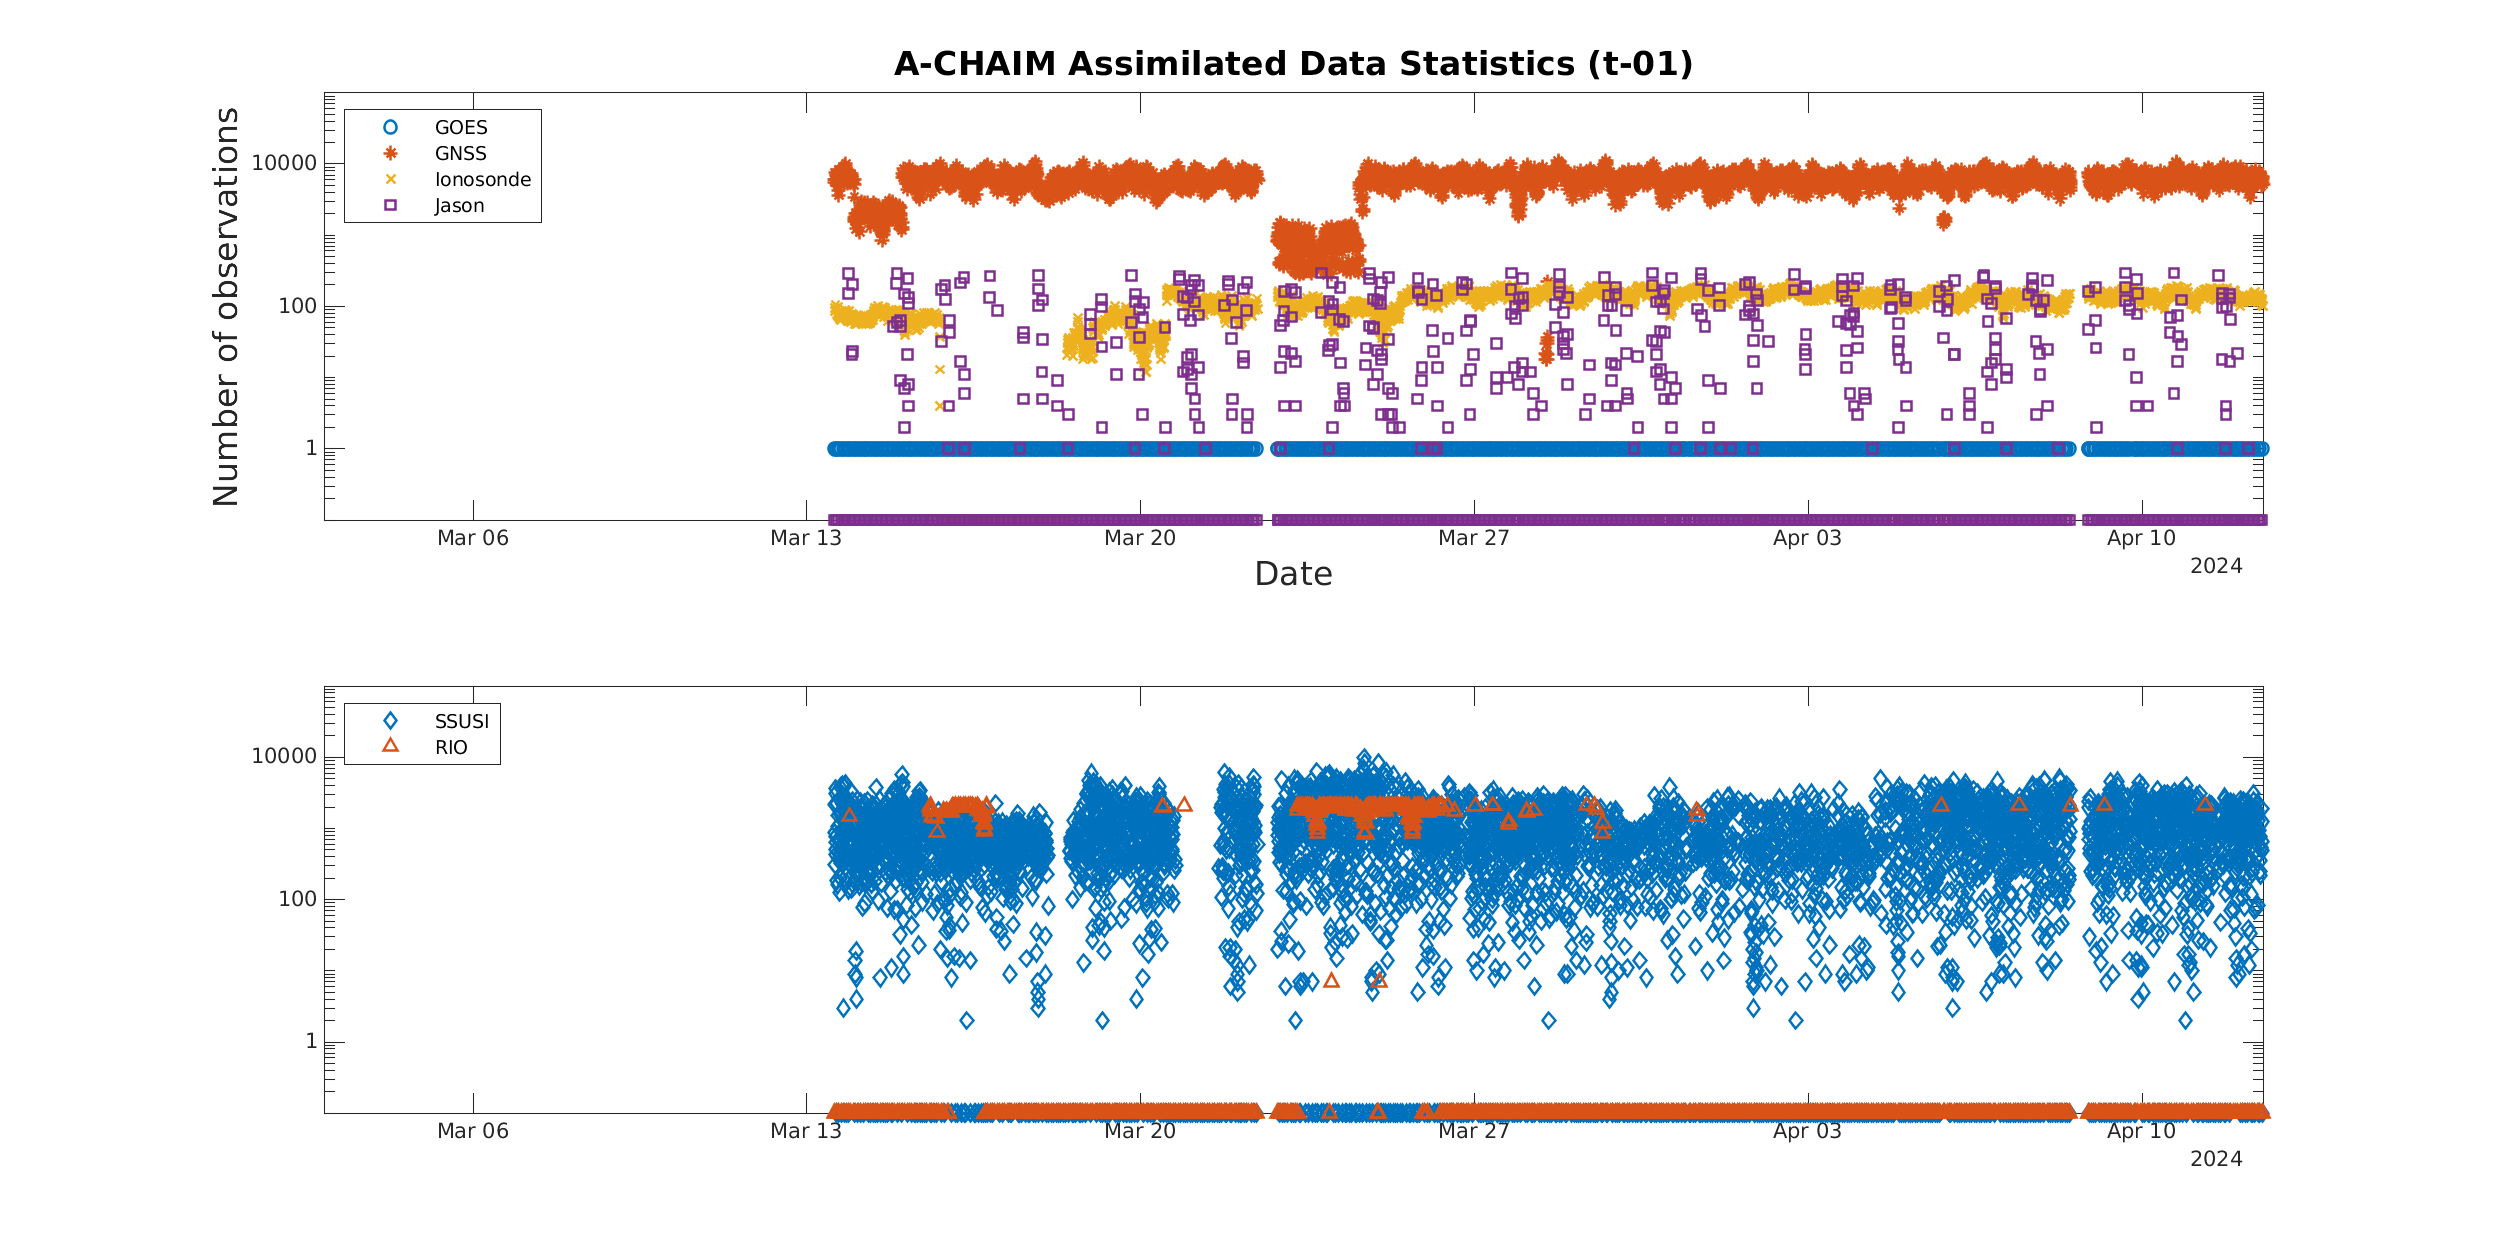 A-CHAIM Assimilated Data Statistics (t-01)
Number of observations
10000
100
1
GOES
GNSS
Ionosonde
Jason
Mar 06 Mar 13 Mar 20 Mar 27 Apr 03 Apr 10
2024
Date
10000
100
1
SSUSI
RIO
Mar 06 Mar 13 Mar 20 Mar 27 Apr 03 Apr 10
2024